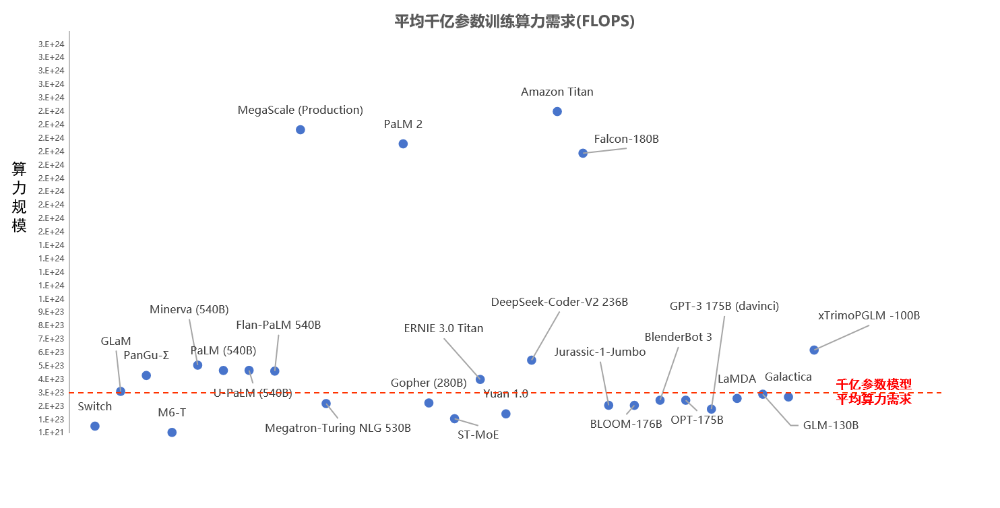 平均千亿参数训练算力需求(FLOPS)
算力规模
3.E+24
3.E+24
3.E+24
3.E+24
3.E+24
2.E+24
2.E+24
2.E+24
2.E+24
2.E+24
2.E+24
2.E+24
2.E+24
2.E+24
2.E+24
1.E+24
1.E+24
1.E+24
1.E+24
1.E+24
9.E+23
8.E+23
7.E+23
6.E+23
5.E+23
4.E+23
3.E+23
2.E+23
1.E+23
1.E+21
Amazon Titan
MegaScale (Production)
PaLM 2
Falcon-180B
DeepSeek-Coder-V2 236B
GPT-3 175B (davinci)
Minerva (540B)
xTrimoPGLM -100B
Flan-PaLM 540B
ERNIE 3.0 Titan
BlenderBot 3
GLaM
PanGu-Σ
PaLM (540B)
Jurassic-1-Jumbo
LaMDA
Galactica
Gopher (280B)
U-PaLM (540B)
Yuan 1.0
千亿参数模型
平均算力需求
Switch
M6-T
Megatron-Turing NLG 530B
ST-MoE
BLOOM-176B
OPT-175B
GLM-130B